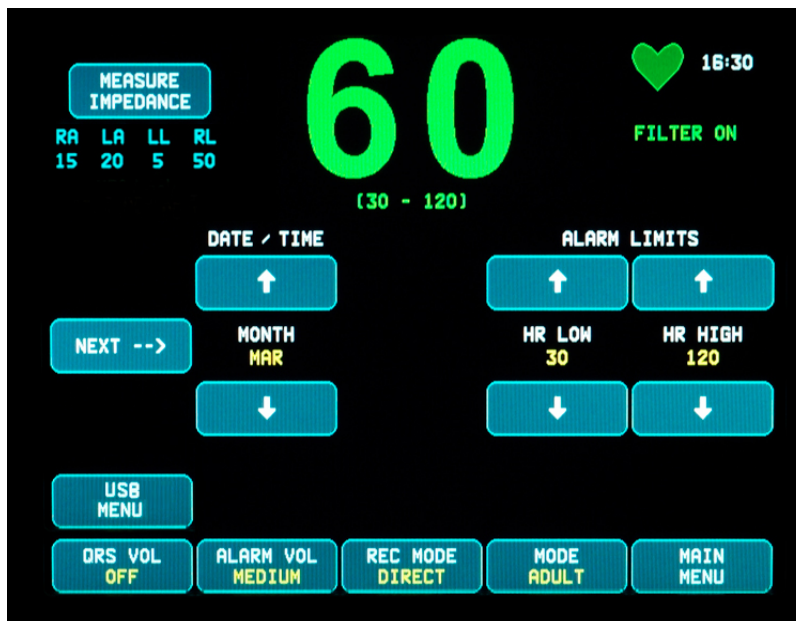 MEASURE
IMPEDANCE
RA LA LL RL
15 20 5 50
60
(30 - 120)
16:30
FILTER ON
DATE / TIME
ALARM LIMITS
NEXT -->
MONTH
MAR
HR LOW
30
HR HIGH
120
USB
MENU
QRS VOL
OFF
ALARM VOL
MEDIUM
REC MODE
DIRECT
MODE
ADULT
MAIN
MENU